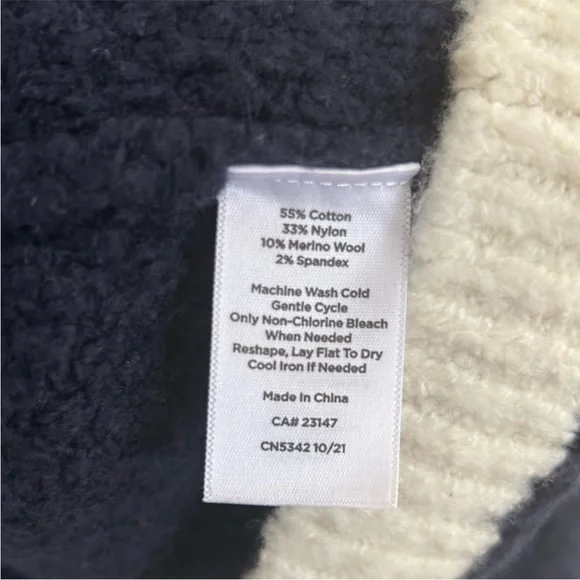 55% Cotton
33% Nylon
10% Merino Wool
2% Spandex
Machine Wash Cold
Gentle Cycle
Only Non-Chlorine Bleach
When Needed
Reshape, Lay Flat To Dry
Cool Iron If Needed
Made In China
CA# 23147
CN5342 10/21